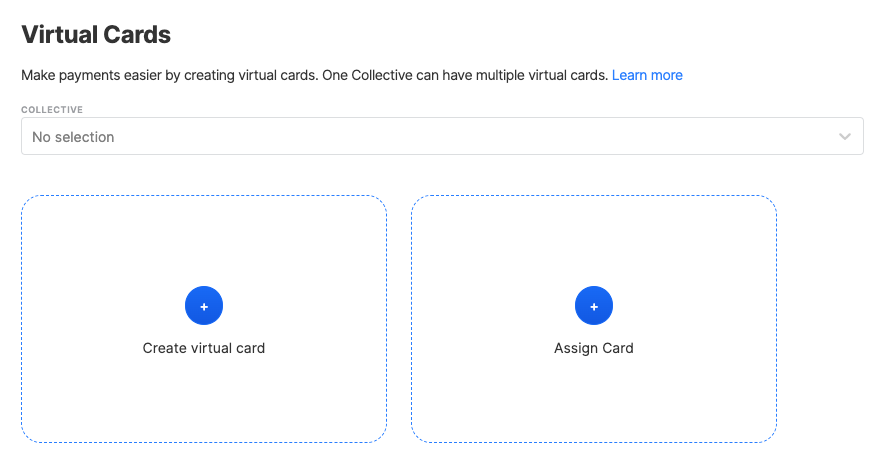 Virtual Cards
Make payments easier by creating virtual cards. One Collective can have multiple virtual cards. Learn more
COLLECTIVE
No selection
+
+
Create virtual card
Assign Card